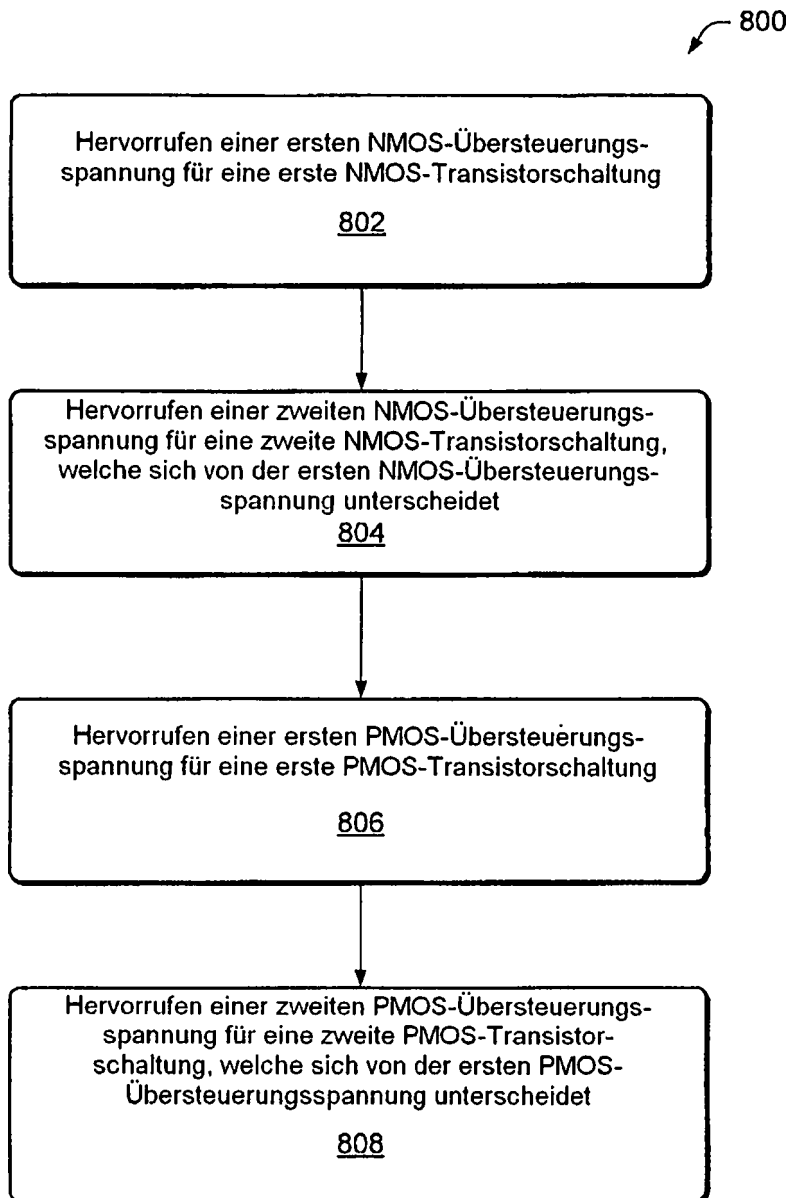 800
Hervorrufen einer ersten NMOS-Übersteuerungs-
spannung für eine erste NMOS-Transistorschaltung
802
Hervorrufen einer zweiten NMOS-Übersteuerungs-
spannung für eine zweite NMOS-Transistorschaltung,
welche sich von der ersten NMOS-Übersteuerungs-
spannung unterscheidet
804
Hervorrufen einer ersten PMOS-Übersteuerungs-
spannung für eine erste PMOS-Transistorschaltung
806
Hervorrufen einer zweiten PMOS-Übersteuerungs-
spannung für eine zweite PMOS-Transistor-
schaltung, welche sich von der ersten PMOS-
Übersteuerungsspannung unterscheidet
808